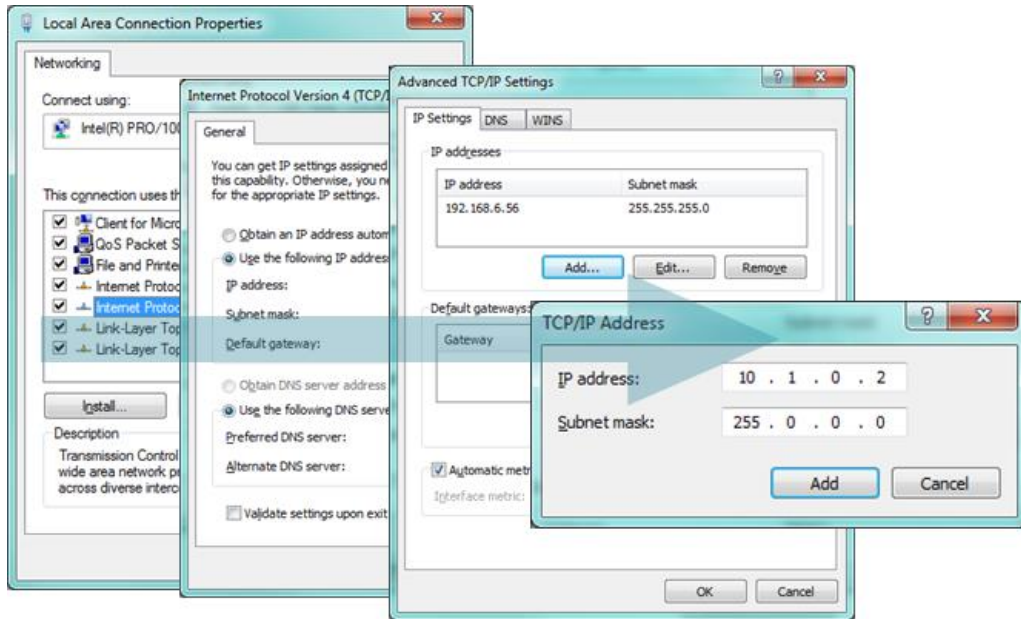 Local Area Connection Properties
Networking
Connect using:
Intel(R) PRO/100
This connection uses th
Client for Micro
QoS Packet S
File and Printe
Internet Protoc
Internet Protoc
Link-Layer Top
Link-Layer Top
Install...
Description
Transmission Control
wide area network pr
across diverse interco
Internet Protocol Version 4 (TCP/I
General
You can get IP settings assigned
this capability. Otherwise, you ne
for the appropriate IP settings.
Obtain an IP address autom
Use the following IP addres
IP address:
Subnet mask:
Default gateway:
Obtain DNS server address
Use the following DNS serve
Preferred DNS server:
Alternate DNS server:
Validate settings upon exit
Advanced TCP/IP Settings
IP Settings DNS WINS
IP addresses
IP address Subnet mask
192.168.6.56 255.255.255.0
Add... Edit... Remove
Default gateways:
Gateway
Automatic metr
Interface metric:
OK Cancel
TCP/IP Address
IP address: 10 . 1 . 0 . 2
Subnet mask: 255 . 0 . 0 . 0
Add Cancel